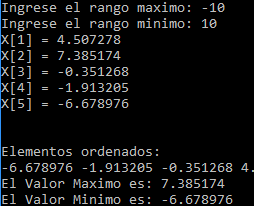 Ingrese el rango maximo: -10
Ingrese el rango minimo: 10
X[1] = 4.507278
X[2] = 7.385174
X[3] = -0.351268
X[4] = -1.913205
X[5] = -6.678976
Elementos ordenados:
-6.678976 -1.913205 -0.351268 4.
El Valor Maximo es: 7.385174
El Valor Minimo es: -6.678976